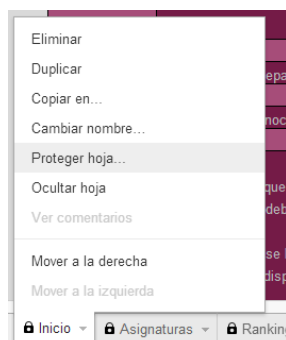 Eliminar
Duplicar
Copiar en...
Cambiar nombre...
Proteger hoja...
Ocultar hoja
Ver comentarios
Mover a la derecha
Mover a la izquierda
Inicio
Asignaturas